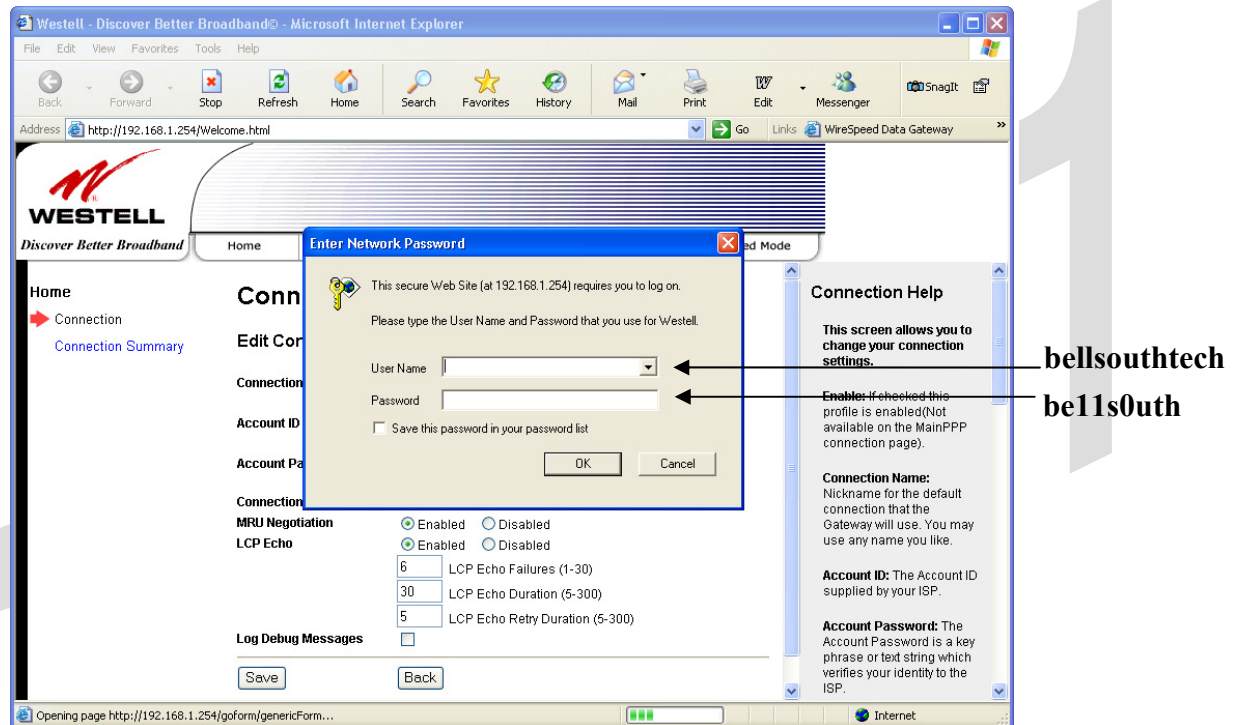 Westell - Discover Better Broadband© - Microsoft Internet Explorer
File Edit View Favorites Tools Help
Back Forward Stop Refresh Home Search Favorites History Mail Print Edit Messenger SnagIt
Address http://192.168.1.254/Welcome.html Go Links WireSpeed Data Gateway »
WESTELL
Discover Better Broadband
Home
ed Mode
Home
Connection
Connection Summary
Conn
Edit Cor
Connection
Account ID
Account Pa
Connection
MRU Negotiation Enabled Disabled
LCP Echo Enabled Disabled
6 LCP Echo Failures (1-30)
30 LCP Echo Duration (5-300)
5 LCP Echo Retry Duration (5-300)
Log Debug Messages
Save Back
Enter Network Password
This secure Web Site (at 192.168.1.254) requires you to log on.
Please type the User Name and Password that you use for Westell.
User Name
Password
Save this password in your password list
OK Cancel
Connection Help
This screen allows you to
change your connection
settings.
Enable: If checked this
profile is enabled(Not
available on the MainPPP
connection page).
Connection Name:
Nickname for the default
connection that the
Gateway will use. You may
use any name you like.
Account ID: The Account ID
supplied by your ISP.
Account Password: The
Account Password is a key
phrase or text string which
verifies your identity to the
ISP.
bellsouthtech
be11s0uth
Opening page http://192.168.1.254/goform/genericForm... Internet